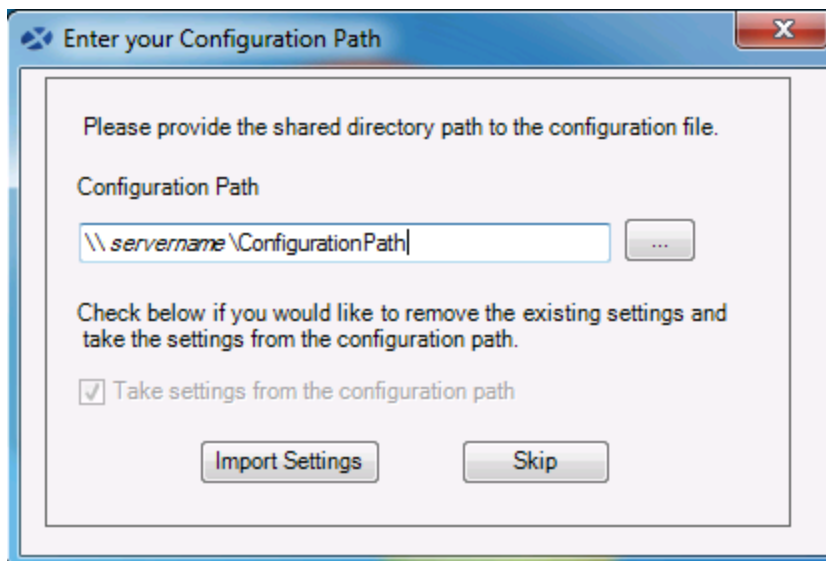 Enter your Configuration Path
Please provide the shared directory path to the configuration file.
Configuration Path
\\ servername \ConfigurationPath
...
Check below if you would like to remove the existing settings and
take the settings from the configuration path.
Take settings from the configuration path
Import Settings
Skip